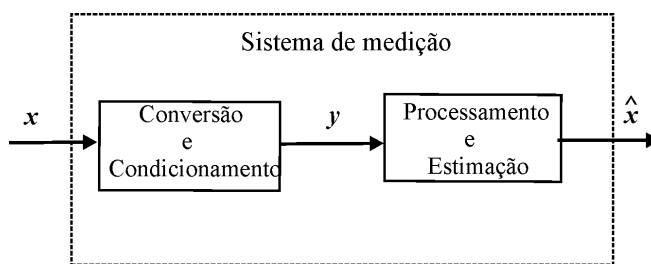 Sistema de medição
x
Conversão
e
Condicionamento
y
Processamento
e
Estimação
x̂